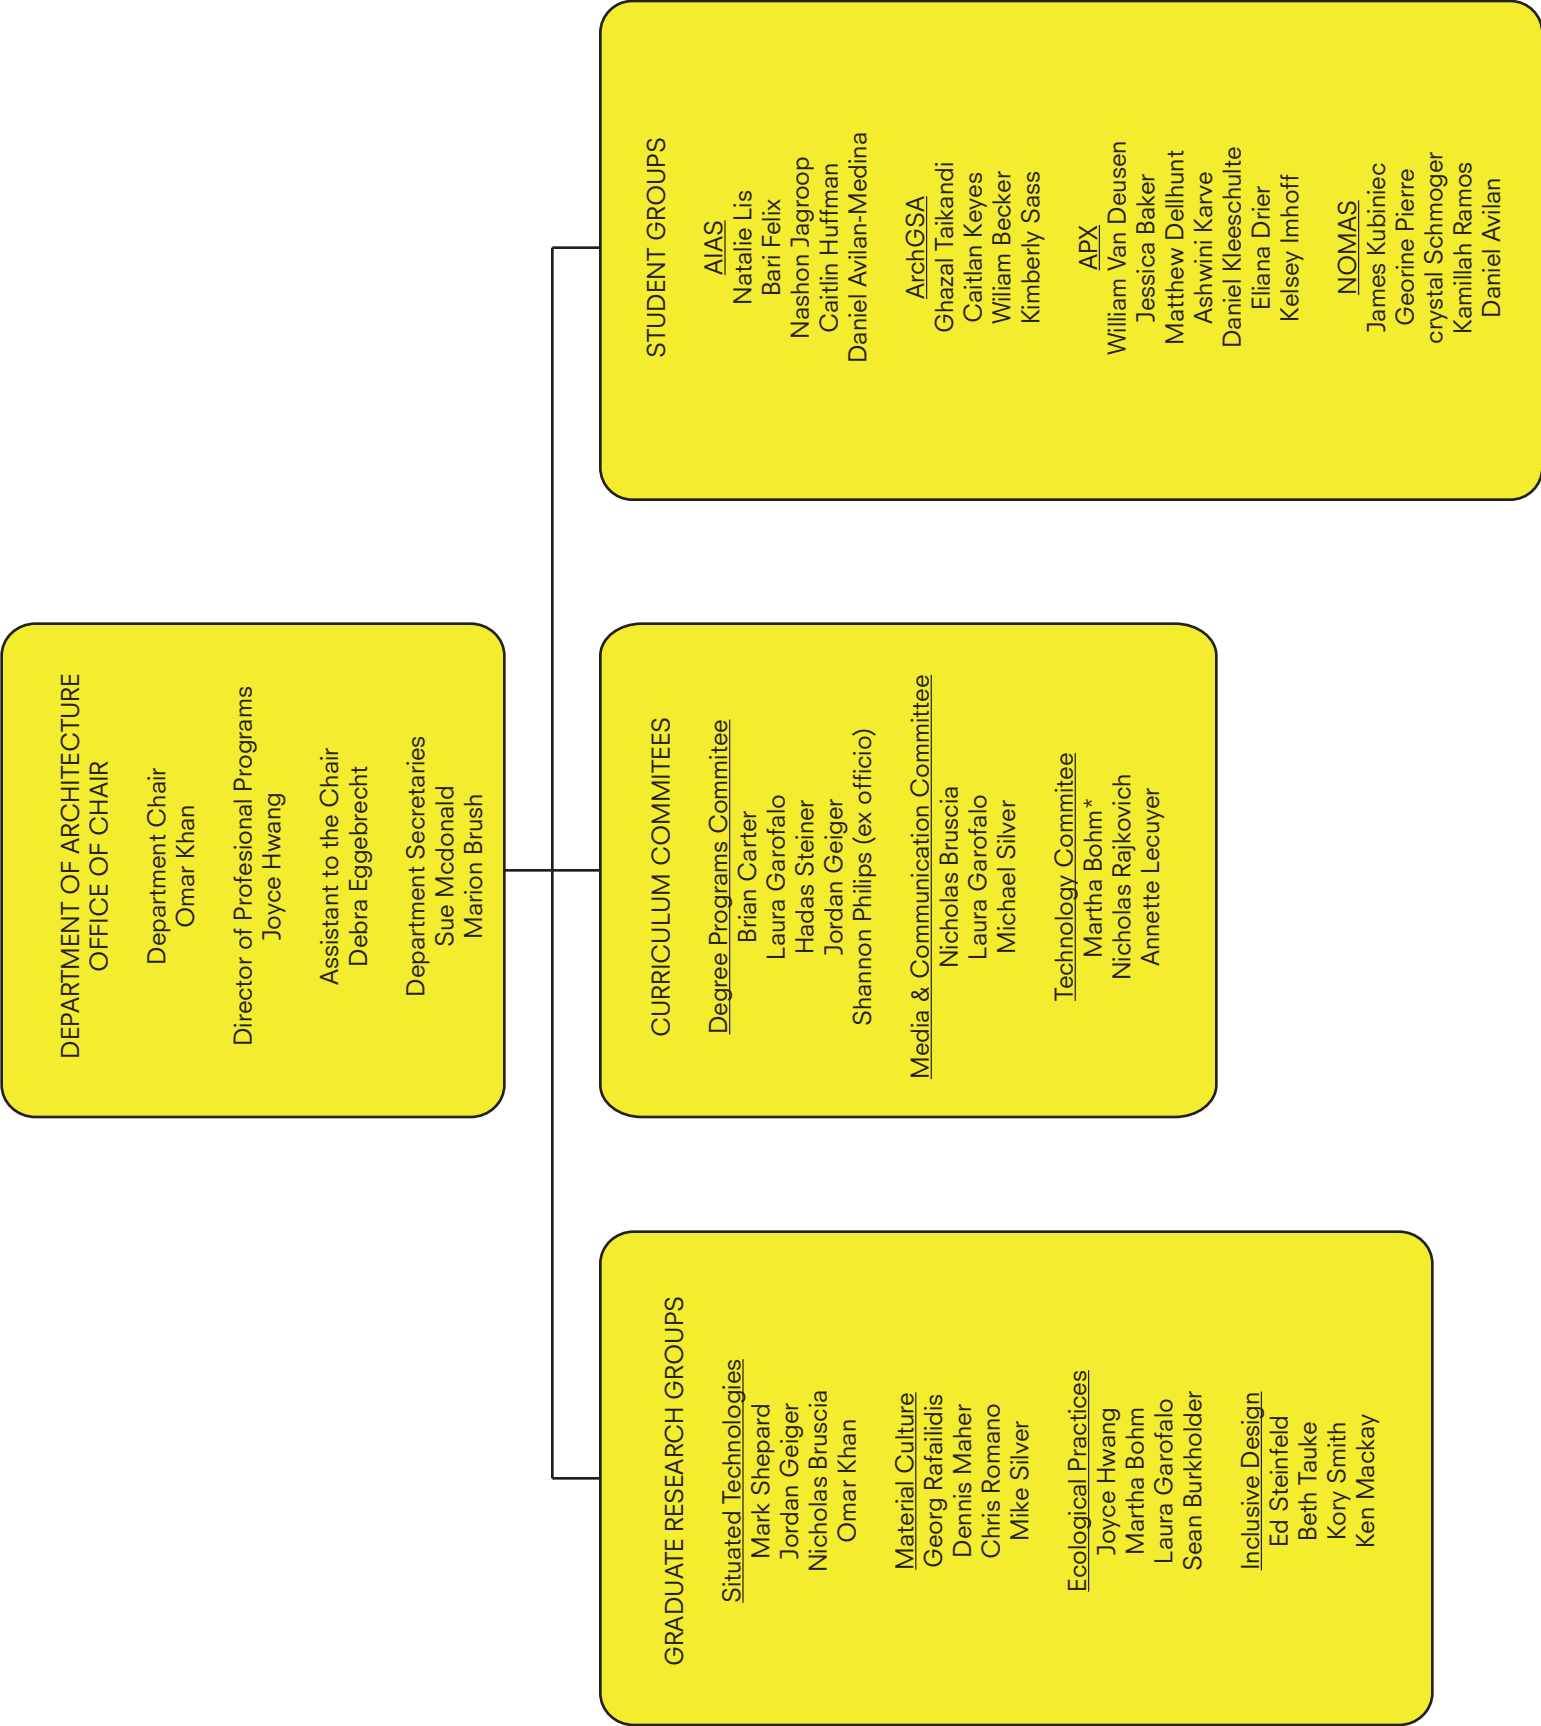 DEPARTMENT OF ARCHITECTURE
OFFICE OF CHAIR
Department Chair
Omar Khan
Director of Profesional Programs
Joyce Hwang
Assistant to the Chair
Debra Eggebrecht
Department Secretaries
Sue Mcdonald
Marion Brush
GRADUATE RESEARCH GROUPS
Situated Technologies
Mark Shepard
Jordan Geiger
Nicholas Bruscia
Omar Khan
Material Culture
Georg Rafailidis
Dennis Maher
Chris Romano
Mike Silver
Ecological Practices
Joyce Hwang
Martha Bohm
Laura Garofalo
Sean Burkholder
Inclusive Design
Ed Steinfeld
Beth Tauke
Kory Smith
Ken Mackay
CURRICULUM COMMITEES
Degree Programs Commitee
Brian Carter
Laura Garofalo
Hadas Steiner
Jordan Geiger
Shannon Philips (ex officio)
Media & Communication Committee
Nicholas Bruscia
Laura Garofalo
Michael Silver
Technology Committee
Martha Bohm*
Nicholas Rajkovich
Annette Lecuyer
STUDENT GROUPS
AIAS
Natalie Lis
Bari Felix
Nashon Jagroop
Caitlin Huffman
Daniel Avilan-Medina
ArchGSA
Ghazal Taikandi
Caitlan Keyes
Wiliam Becker
Kimberly Sass
APX
William Van Deusen
Jessica Baker
Matthew Dellhunt
Ashwini Karve
Daniel Kleeschulte
Eliana Drier
Kelsey Imhoff
NOMAS
James Kubiniec
Georine Pierre
crystal Schmoger
Kamillah Ramos
Daniel Avilan